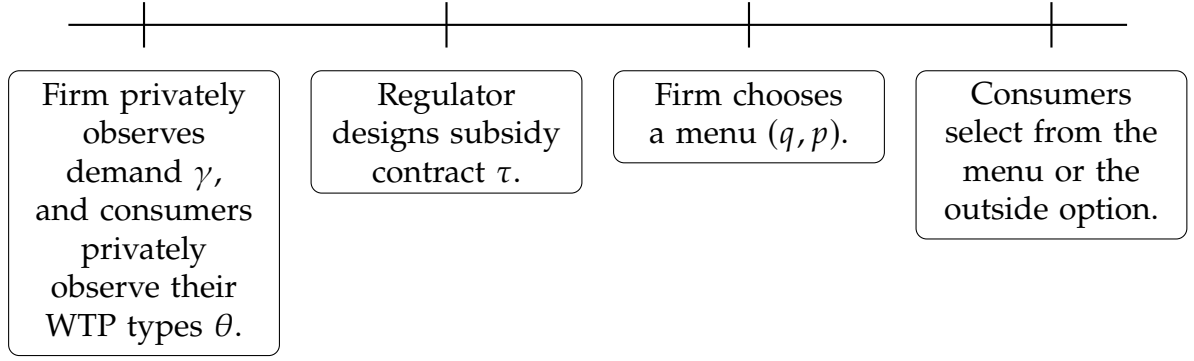 Firm privately
observes
demand γ,
and consumers
privately
observe their
WTP types θ.
Regulator
designs subsidy
contract τ.
Firm chooses
a menu (q, p).
Consumers
select from the
menu or the
outside option.